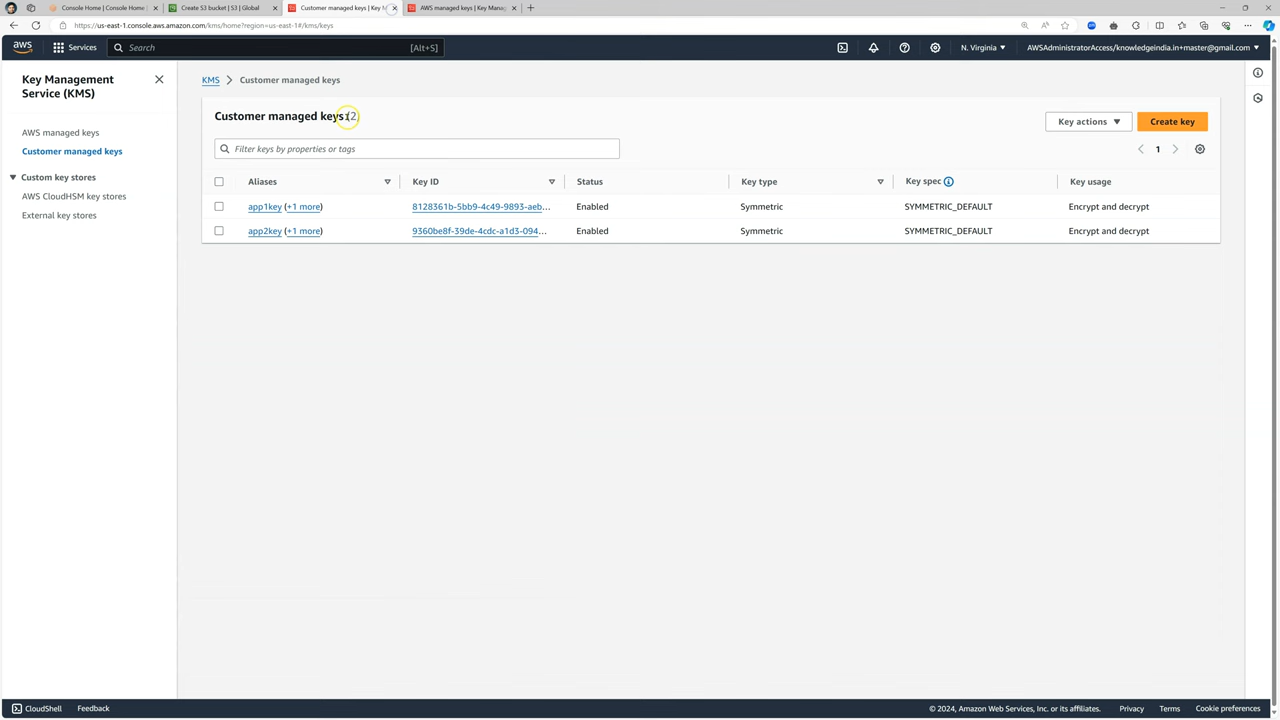 Console Home | Console Home |
Create S3 bucket | S3 | Global
Customer managed keys | Key M
AWS managed keys | Key Mana
https://us-east-1.console.aws.amazon.com/kms/home?region=us-east-1#/kms/keys
aws
Services
Search
[Alt+S]
N. Virginia
AWSAdministratorAccess/knowledgeindia.in+master@gmail.com
Key Management
Service (KMS)
AWS managed keys
Customer managed keys
Custom key stores
AWS CloudHSM key stores
External key stores
KMS > Customer managed keys
Customer managed keys (2)
Key actions
Create key
Filter keys by properties or tags
1
Aliases Key ID Status Key type Key spec Key usage
app1key (+1 more) 8128361b-5bb9-4c49-9893-aeb... Enabled Symmetric SYMMETRIC_DEFAULT Encrypt and decrypt
app2key (+1 more) 9360be8f-39de-4cdc-a1d3-094... Enabled Symmetric SYMMETRIC_DEFAULT Encrypt and decrypt
CloudShell Feedback © 2024, Amazon Web Services, Inc. or its affiliates. Privacy Terms Cookie preferences